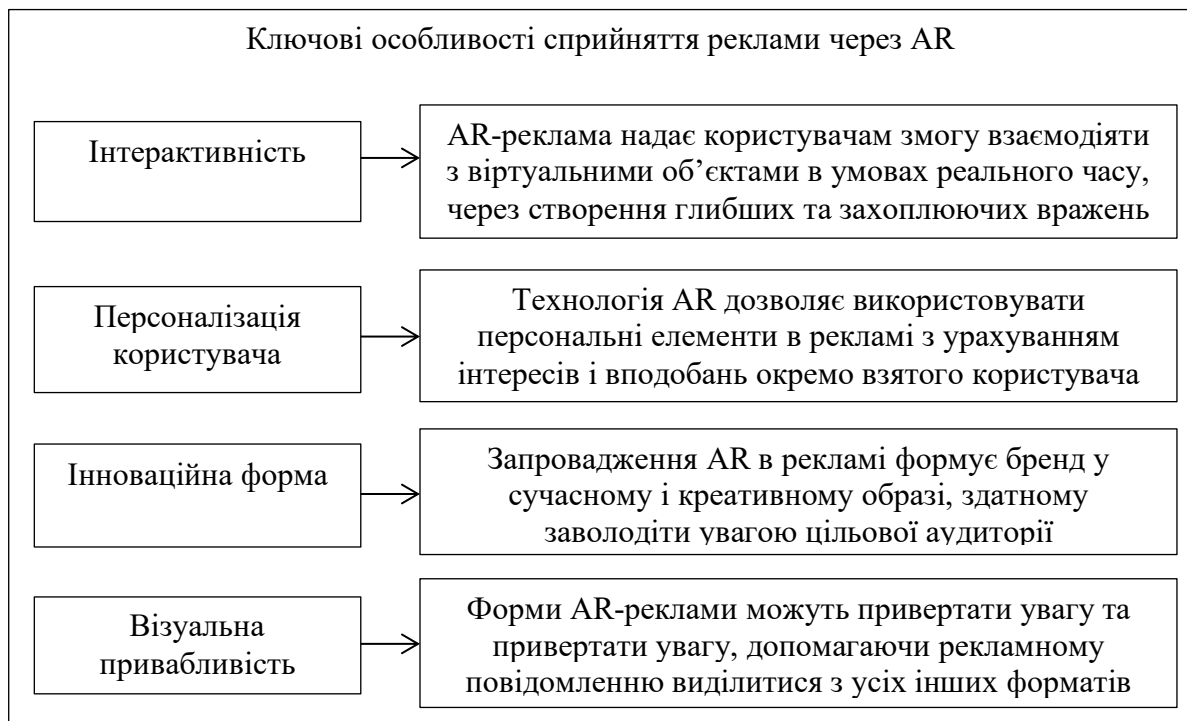 Ключові особливості сприйняття реклами через AR
Інтерактивність
AR-реклама надає користувачам змогу взаємодіяти
з віртуальними об’єктами в умовах реального часу,
через створення глибших та захоплюючих вражень
Персоналізація
користувача
Технологія AR дозволяє використовувати
персональні елементи в рекламі з урахуванням
інтересів і вподобань окремо взятого користувача
Інноваційна форма
Запровадження AR в рекламі формує бренд у
сучасному і креативному образі, здатному
заволодіти увагою цільової аудиторії
Візуальна
привабливість
Форми AR-реклами можуть привертати увагу та
привертати увагу, допомагаючи рекламному
повідомленню виділитися з усіх інших форматів